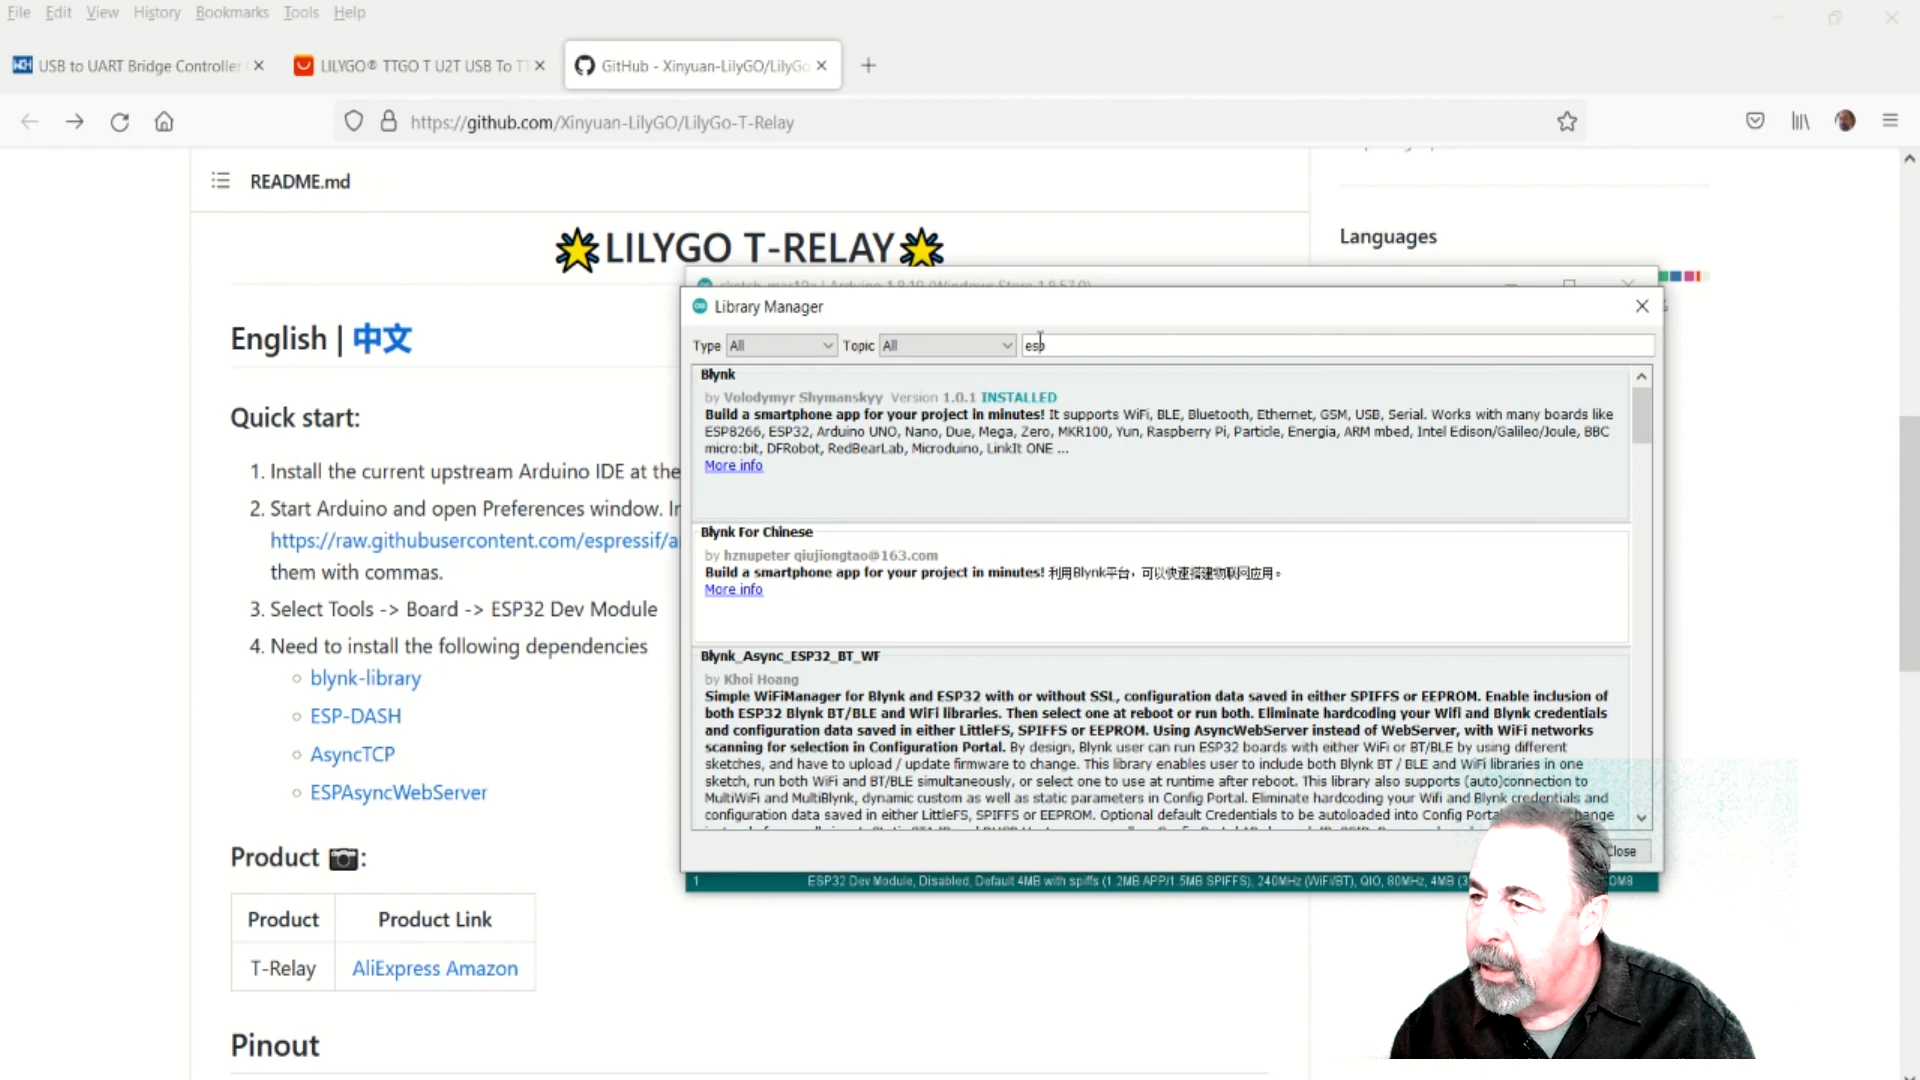 File Edit View History Bookmarks Tools Help
USB to UART Bridge Controller
LILYGO® TTGO T U2T USB To TT
GitHub - Xinyuan-LilyGO/LilyGo
https://github.com/Xinyuan-LilyGO/LilyGo-T-Relay
README.md
LILYGO T-RELAY
Languages
English | 中文
Quick start:
1. Install the current upstream Arduino IDE at the
2. Start Arduino and open Preferences window. In
https://raw.githubusercontent.com/espressif/a
them with commas.
3. Select Tools -> Board -> ESP32 Dev Module
4. Need to install the following dependencies
blynk-library
ESP-DASH
AsyncTCP
ESPAsyncWebServer
Product :
Product Product Link
T-Relay AliExpress Amazon
Pinout
Library Manager
Type All Topic All esp
Blynk
by Volodymyr Shymanskyy Version 1.0.1 INSTALLED
Build a smartphone app for your project in minutes! It supports WiFi, BLE, Bluetooth, Ethernet, GSM, USB, Serial. Works with many boards like
ESP8266, ESP32, Arduino UNO, Nano, Due, Mega, Zero, MKR100, Yun, Raspberry Pi, Particle, Energia, ARM mbed, Intel Edison/Galileo/Joule, BBC
micro:bit, DFRobot, RedBearLab, Microduino, LinkIt ONE ...
More info
Blynk For Chinese
by hznupeter qiujiongtao@163.com
Build a smartphone app for your project in minutes! 利用Blynk平台，可以快速搭建物联网应用。
More info
Blynk_Async_ESP32_BT_WF
by Khoi Hoang
Simple WiFiManager for Blynk and ESP32 with or without SSL, configuration data saved in either SPIFFS or EEPROM. Enable inclusion of
both ESP32 Blynk BT/BLE and WiFi libraries. Then select one at reboot or run both. Eliminate hardcoding your Wifi and Blynk credentials
and configuration data saved in either LittleFS, SPIFFS or EEPROM. Using AsyncWebServer instead of WebServer, with WiFi networks
scanning for selection in Configuration Portal. By design, Blynk user can run ESP32 boards with either WiFi or BT/BLE by using different
sketches, and have to upload / update firmware to change. This library enables user to include both Blynk BT / BLE and WiFi libraries in one
sketch, run both WiFi and BT/BLE simultaneously, or select one to use at runtime after reboot. This library also supports (auto)connection to
MultiWiFi and MultiBlynk, dynamic custom as well as static parameters in Config Portal. Eliminate hardcoding your Wifi and Blynk credentials and
configuration data saved in either LittleFS, SPIFFS or EEPROM. Optional default Credentials to be autoloaded into Config Porta hange
Close
1 ESP32 Dev Module, Disabled, Default 4MB with spiffs (1.2MB APP/1.5MB SPIFFS), 240MHz (WiFi/BT), QIO, 80MHz, 4MB (3 OM8